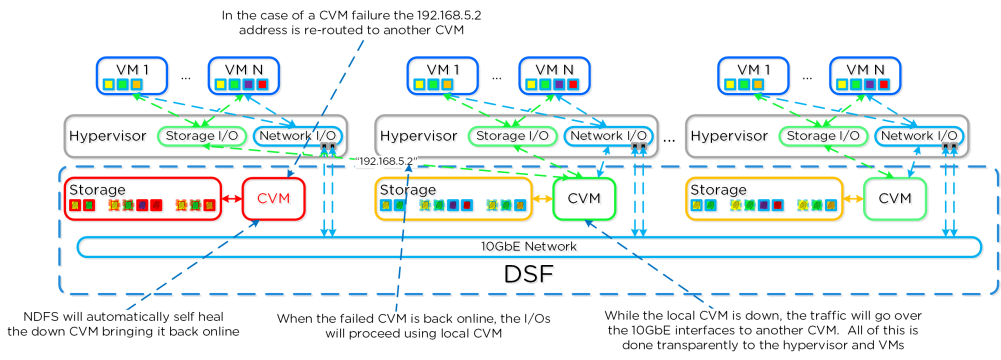 In the case of a CVM failure the 192.168.5.2
address is re-routed to another CVM
VM 1 ... VM N
VM 1 ... VM N
VM 1 ... VM N
Hypervisor Storage I/O Network I/O
Hypervisor Storage I/O Network I/O
...
Hypervisor Storage I/O Network I/O
"192.168.5.2"
Storage CVM
Storage CVM
Storage CVM
10GbE Network
DSF
NDFS will automatically self heal
the down CVM bringing it back online
When the failed CVM is back online, the I/Os
will proceed using local CVM
While the local CVM is down, the traffic will go over
the 10GbE interfaces to another CVM. All of this is
done transparently to the hypervisor and VMs